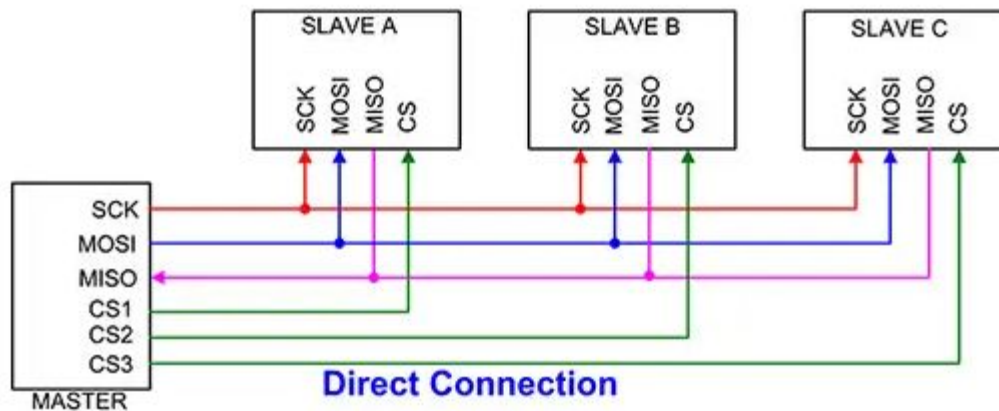 SLAVE A
SCK
MOSI
MISO
CS
SLAVE B
SCK
MOSI
MISO
CS
SLAVE C
SCK
MOSI
MISO
CS
SCK
MOSI
MISO
CS1
CS2
CS3
MASTER
Direct Connection